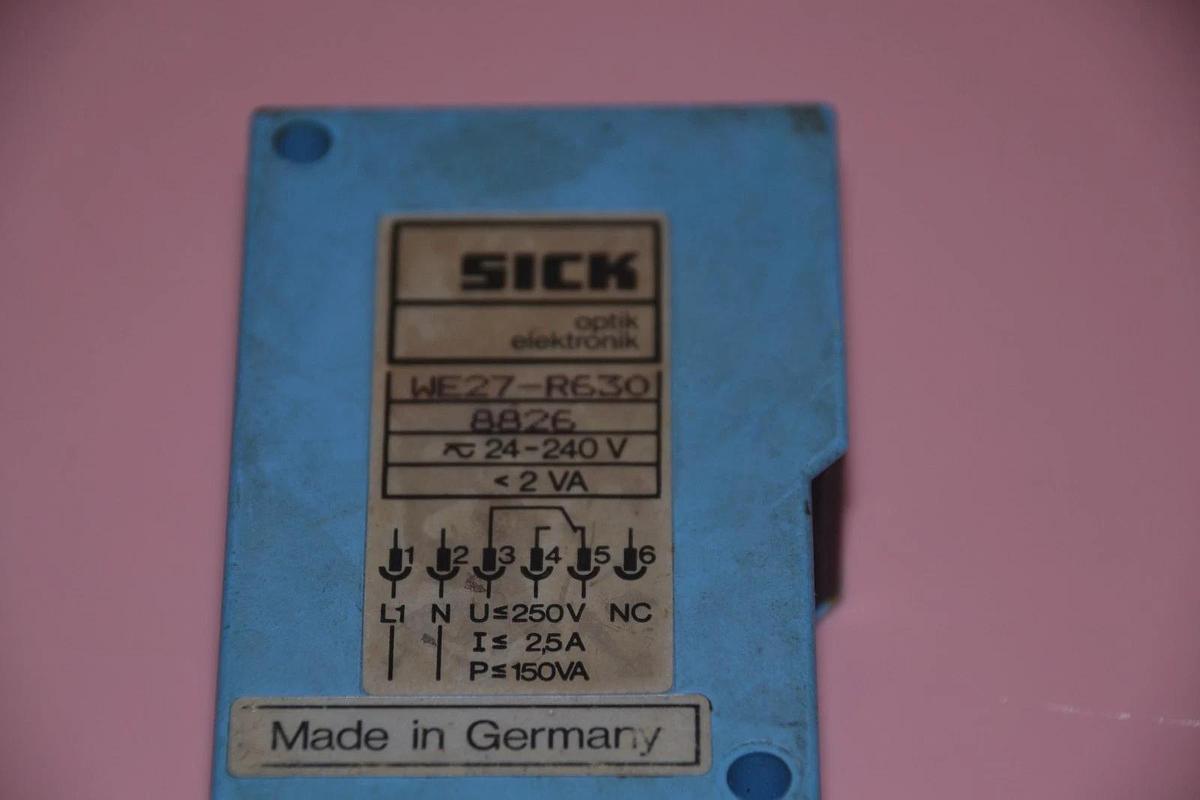 SICK
optik
elektronik
WE27-R630
8826
≂ 24-240 V
< 2 VA
1 2 3 4 5 6
L1 N U≤250V NC
I≤ 2,5A
P≤150VA
Made in Germany